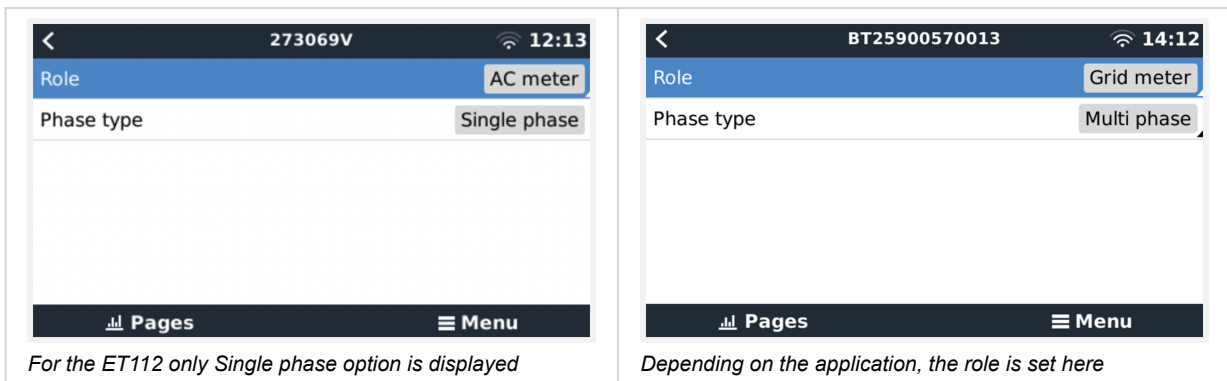 273069V 12:13
Role AC meter
Phase type Single phase
Pages Menu
For the ET112 only Single phase option is displayed
BT25900570013 14:12
Role Grid meter
Phase type Multi phase
Pages Menu
Depending on the application, the role is set here